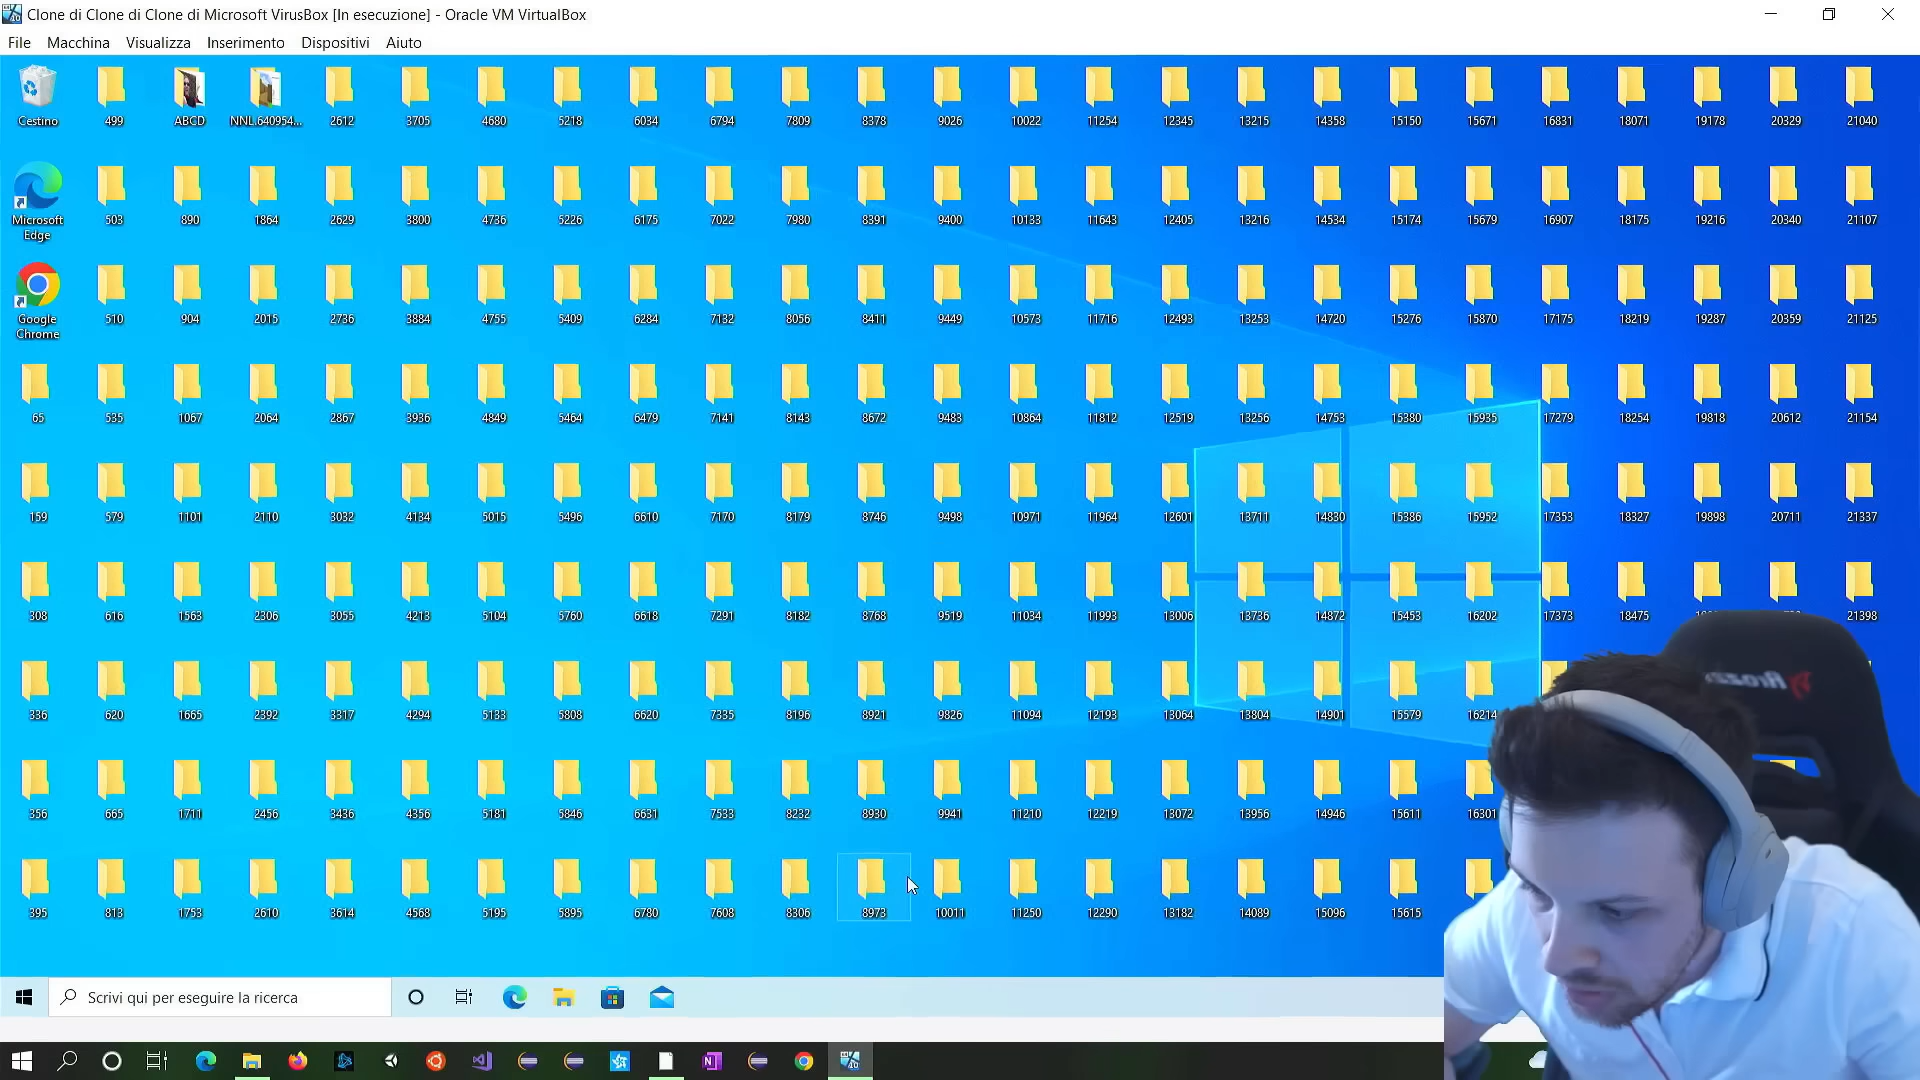 Clone di Clone di Clone di Microsoft VirusBox [In esecuzione] - Oracle VM VirtualBox
File Macchina Visualizza Inserimento Dispositivi Aiuto
Cestino 499 ABCD NNL.640954... 2612 3705 4680 5218 6034 6794 7809 8378 9026 10022 11254 12345 13215 14358 15150 15671 16831 18071 19178 20329 21040
Microsoft Edge 503 890 1864 2629 3800 4736 5226 6175 7022 7980 8391 9400 10133 11643 12405 13216 14534 15174 15679 16907 18175 19216 20340 21107
Google Chrome 510 904 2015 2736 3884 4755 5409 6284 7132 8056 8411 9449 10573 11716 12493 13253 14720 15276 15870 17175 18219 19287 20359 21125
65 535 1067 2064 2867 3936 4849 5464 6479 7141 8143 8672 9483 10864 11812 12519 13256 14753 15380 15935 17279 18254 19818 20612 21154
159 579 1101 2110 3032 4134 5015 5496 6610 7170 8179 8746 9498 10971 11964 12601 13711 14830 15386 15952 17353 18327 19898 20711 21337
308 616 1563 2306 3055 4213 5104 5760 6618 7291 8182 8768 9519 11034 11993 13006 13736 14872 15453 16202 17373 18475 21398
336 620 1665 2392 3317 4294 5133 5808 6620 7335 8196 8921 9826 11094 12193 13064 13804 14901 15579 16214
356 665 1711 2456 3436 4356 5181 5846 6631 7533 8232 8930 9941 11210 12219 13072 13956 14946 15611 16301
395 813 1753 2610 3614 4568 5195 5895 6780 7608 8306 8973 10011 11250 12290 13182 14089 15096 15615
Scrivi qui per eseguire la ricerca